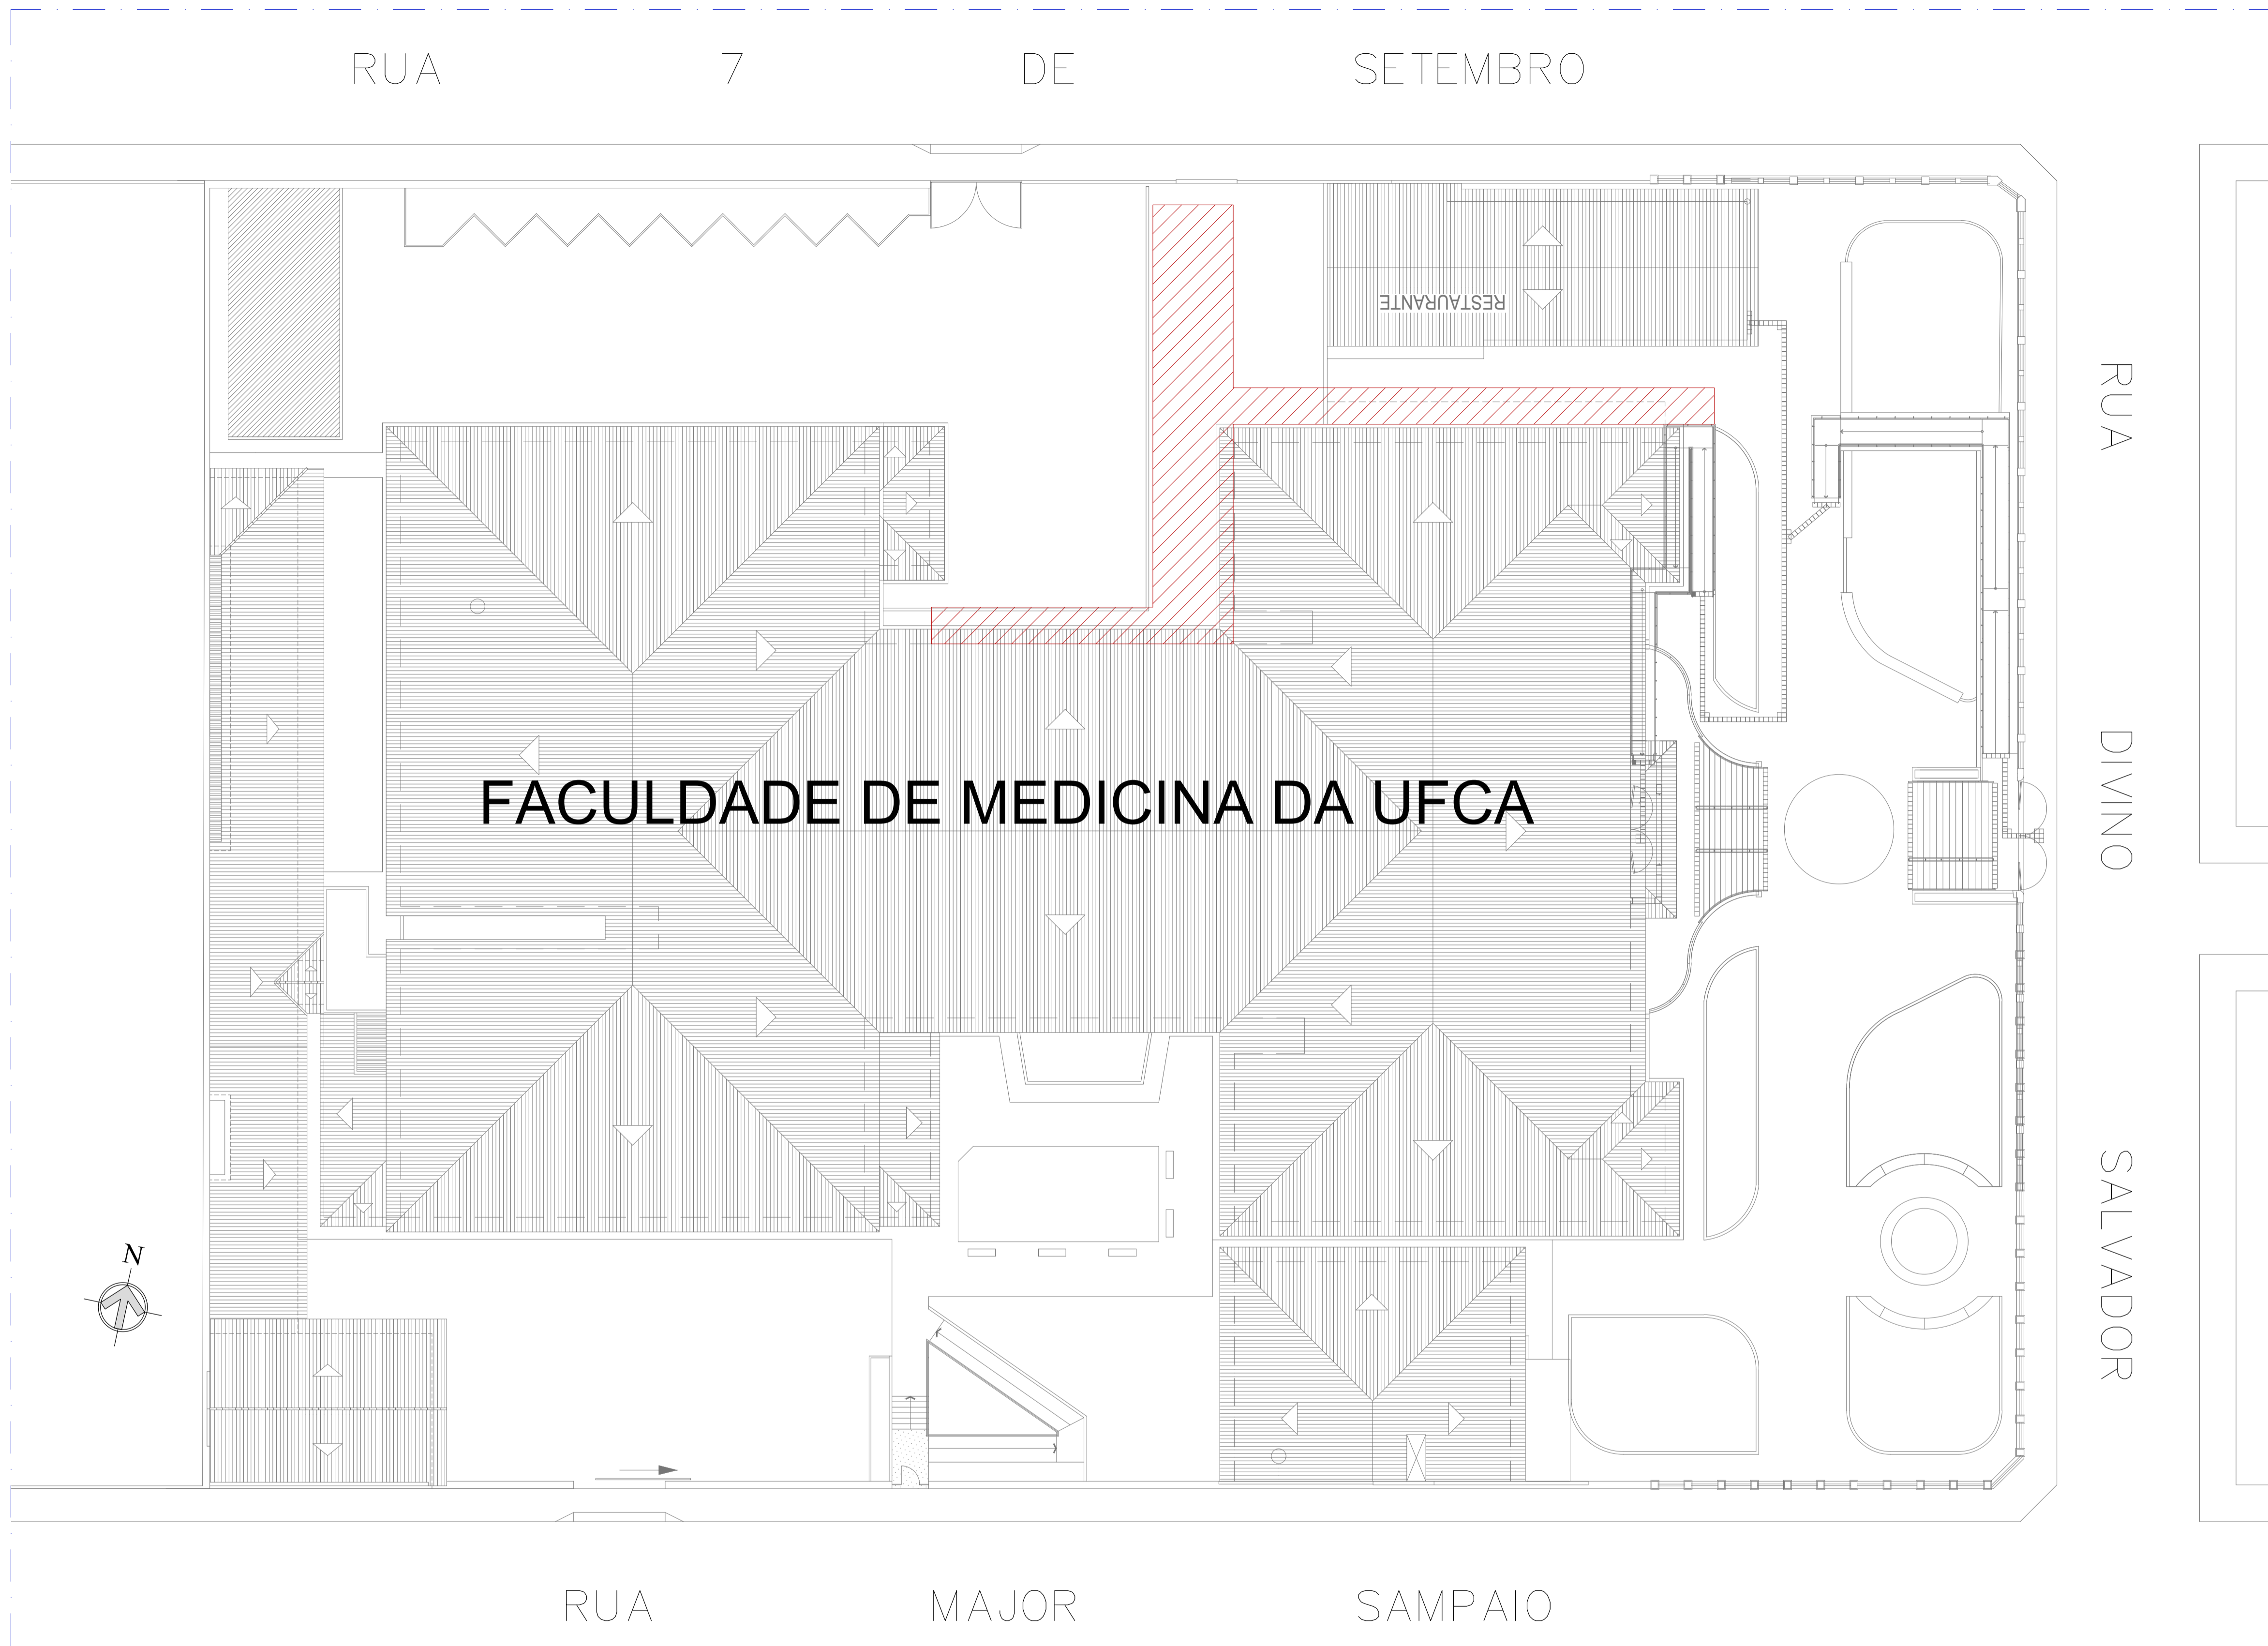 RUA 7 DE SETEMBRO
RESTAURANTE
RUA DIVINO SALVADOR
FACULDADE DE MEDICINA DA UFCA
N
RUA MAJOR SAMPAIO